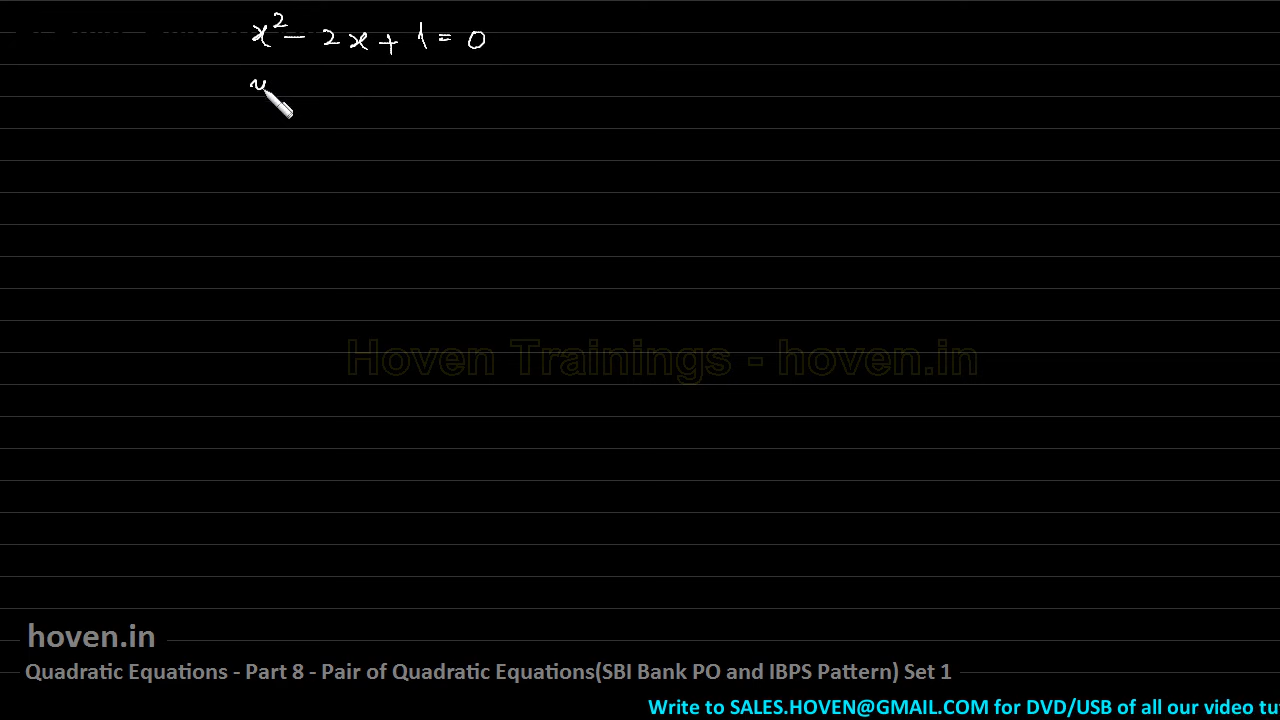 x² - 2x + 1 = 0
Hoven Trainings - hoven.in
hoven.in
Quadratic Equations - Part 8 - Pair of Quadratic Equations(SBI Bank PO and IBPS Pattern) Set 1
Write to SALES.HOVEN@GMAIL.COM for DVD/USB of all our video tu